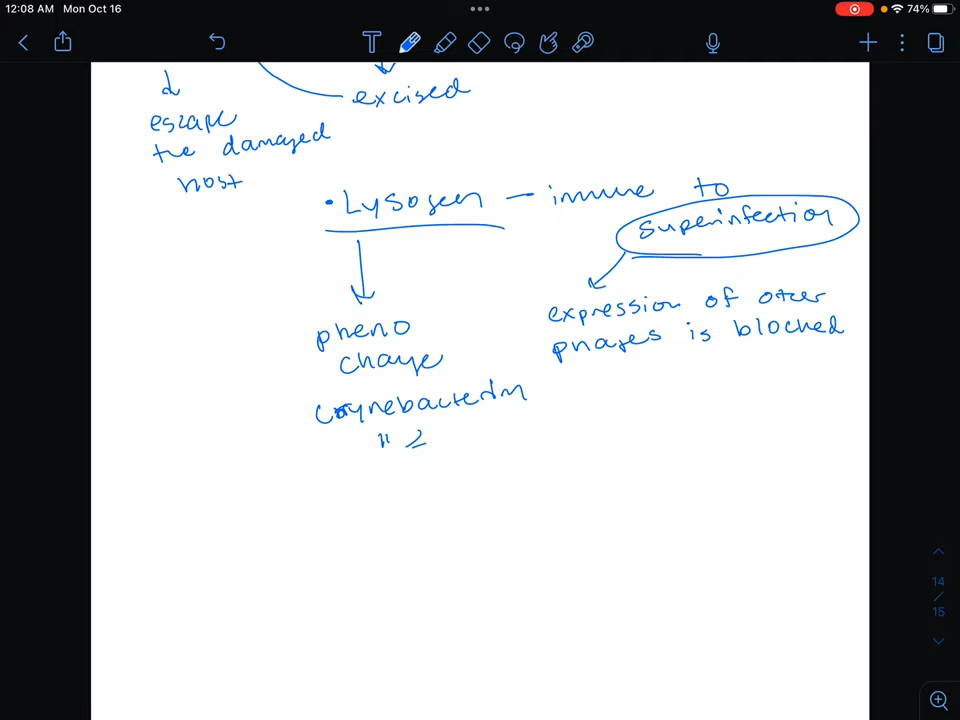 12:08 AM Mon Oct 16
74%
excised
escape
the damaged
host
• Lysogen — immune to
superinfection
pheno
change
expression of other
phages is blocked
Corynebacterium
14
/
15